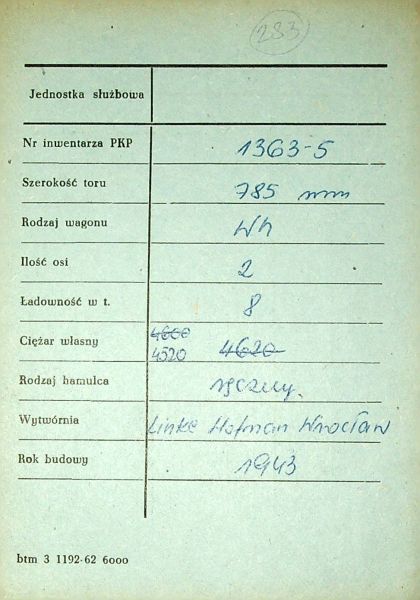 283
Jednostka służbowa
Nr inwentarza PKP 1363-5
Szerokość toru 785 mm
Rodzaj wagonu Wh
Ilość osi 2
Ładowność w t. 8
4600
Ciężar własny 4520 4620
Rodzaj hamulca ręczny.
Wytwórnia Linke Hofman Wrocław
Rok budowy 1943
btm 3 1192-62 6000